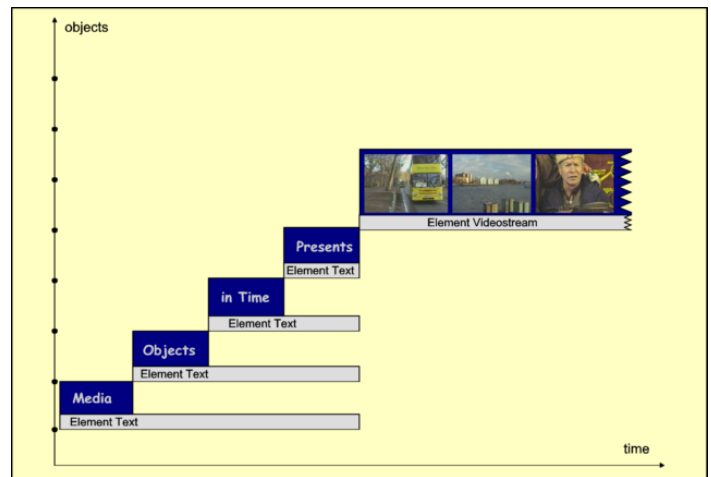 objects
Element Videostream
Presents
Element Text
in Time
Element Text
Objects
Element Text
Media
Element Text
time